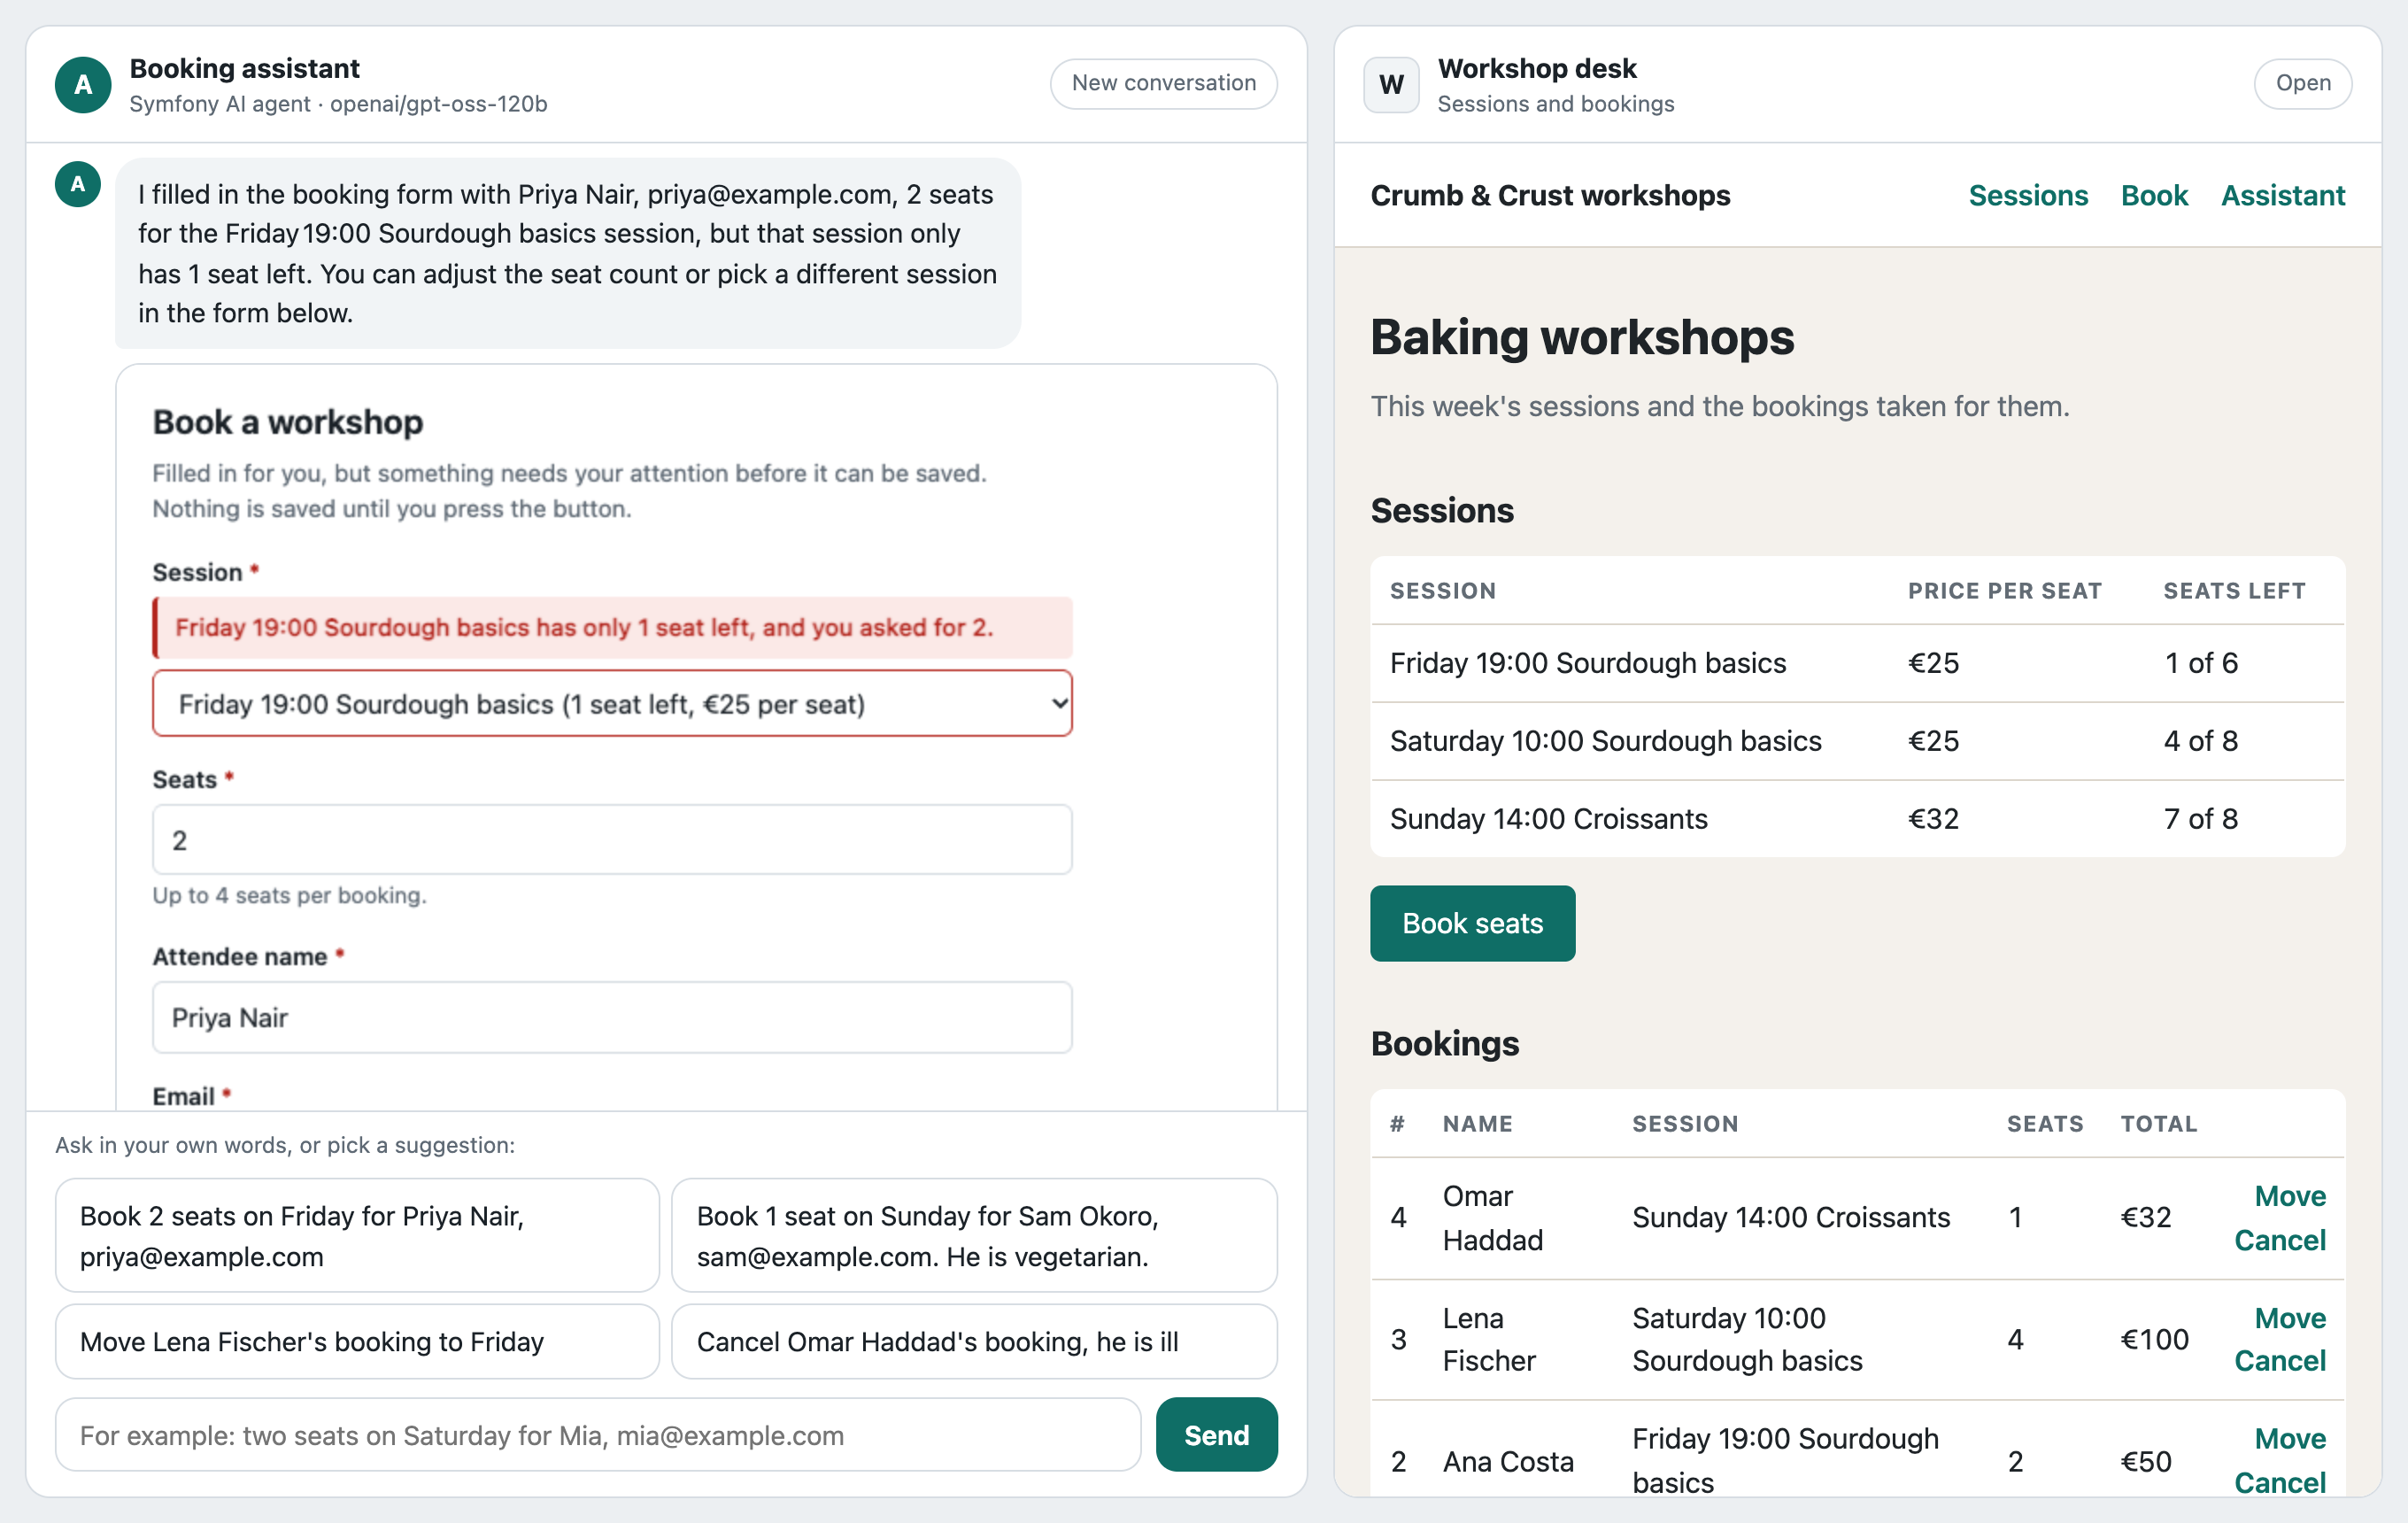 A
Booking assistant
Symfony AI agent · openai/gpt-oss-120b
New conversation
A
I filled in the booking form with Priya Nair, priya@example.com, 2 seats
for the Friday 19:00 Sourdough basics session, but that session only
has 1 seat left. You can adjust the seat count or pick a different session
in the form below.
Book a workshop
Filled in for you, but something needs your attention before it can be saved.
Nothing is saved until you press the button.
Session *
Friday 19:00 Sourdough basics has only 1 seat left, and you asked for 2.
Friday 19:00 Sourdough basics (1 seat left, €25 per seat)
Seats *
2
Up to 4 seats per booking.
Attendee name *
Priya Nair
Email *
Ask in your own words, or pick a suggestion:
Book 2 seats on Friday for Priya Nair,
priya@example.com
Book 1 seat on Sunday for Sam Okoro,
sam@example.com. He is vegetarian.
Move Lena Fischer's booking to Friday
Cancel Omar Haddad's booking, he is ill
For example: two seats on Saturday for Mia, mia@example.com
Send
W
Workshop desk
Sessions and bookings
Open
Crumb & Crust workshops
Sessions Book Assistant
Baking workshops
This week's sessions and the bookings taken for them.
Sessions
SESSION PRICE PER SEAT SEATS LEFT
Friday 19:00 Sourdough basics €25 1 of 6
Saturday 10:00 Sourdough basics €25 4 of 8
Sunday 14:00 Croissants €32 7 of 8
Book seats
Bookings
# NAME SESSION SEATS TOTAL
4 Omar Haddad Sunday 14:00 Croissants 1 €32 Move Cancel
3 Lena Fischer Saturday 10:00 Sourdough basics 4 €100 Move Cancel
2 Ana Costa Friday 19:00 Sourdough basics 2 €50 Move Cancel